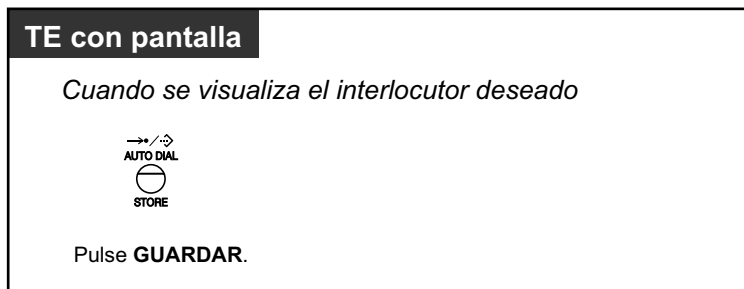 TE con pantalla
Cuando se visualiza el interlocutor deseado
AUTO DIAL
STORE
Pulse GUARDAR.